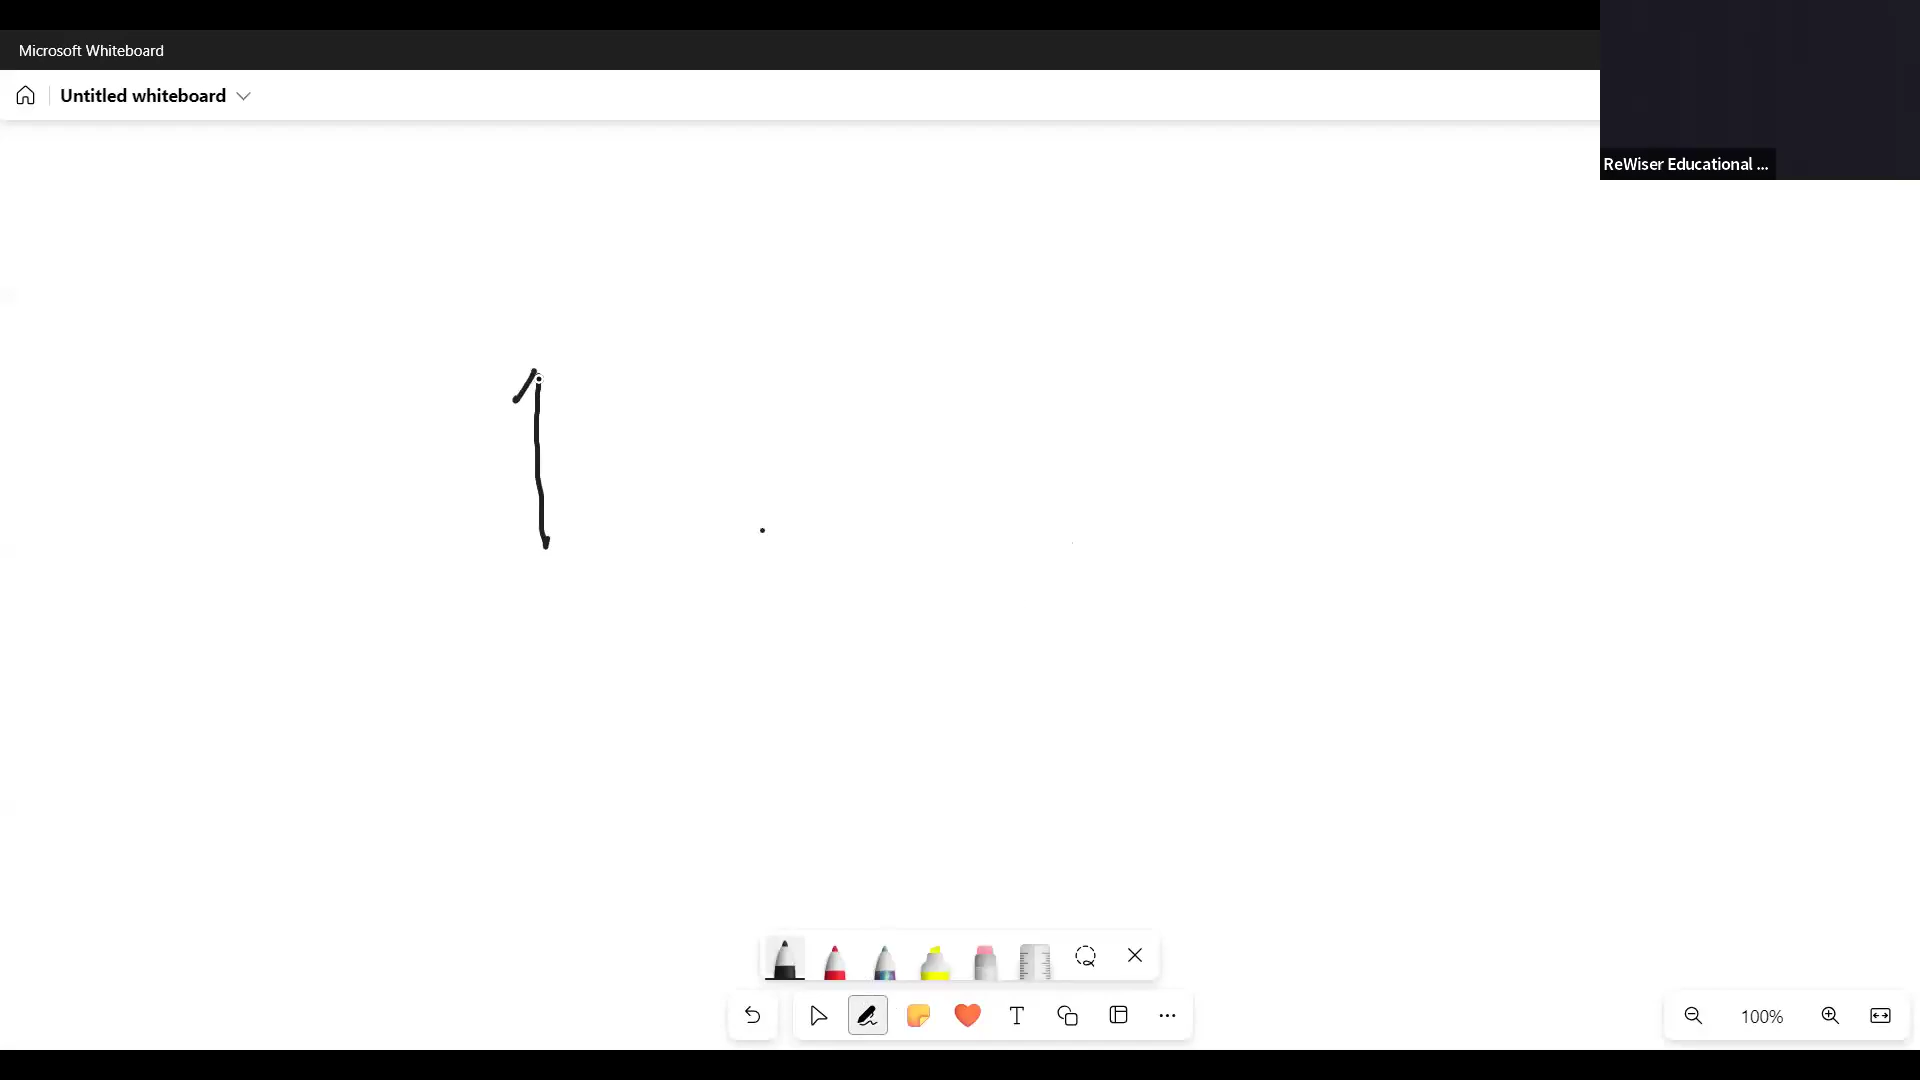 Microsoft Whiteboard
Untitled whiteboard
ReWiser Educational ...
1
100%